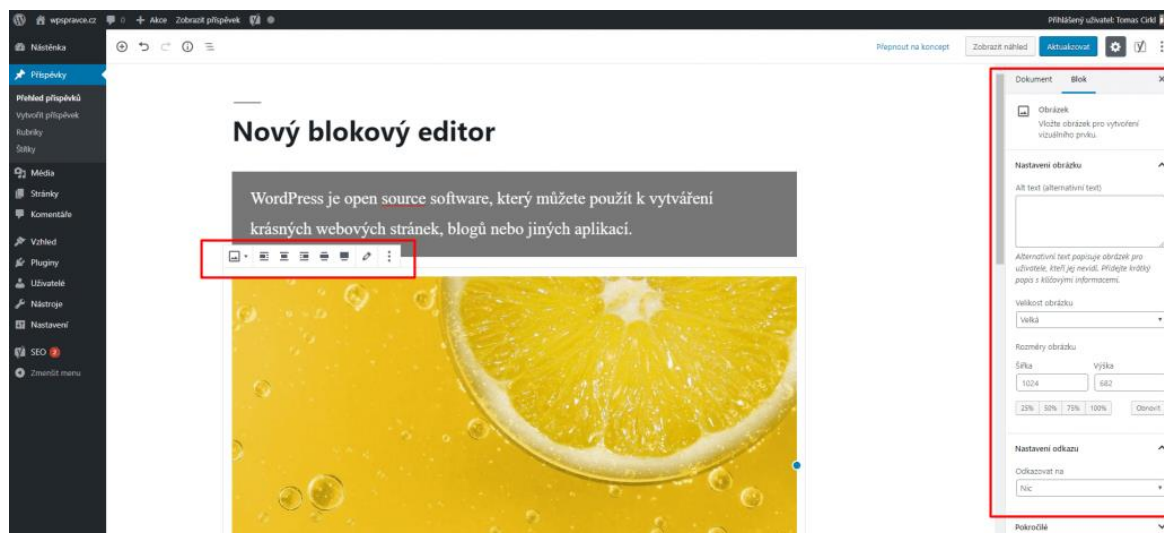 wpspravce.cz 0 + Akce Zobrazit příspěvek
Přihlášený uživatel: Tomas Cirkl
Nástěnka
Příspěvky
Přehled příspěvků
Vytvořit příspěvek
Rubriky
Štítky
Média
Stránky
Komentáře
Vzhled
Pluginy
Uživatelé
Nástroje
Nastavení
SEO 2
Zmenšit menu
Přepnout na koncept Zobrazit náhled Aktualizovat
Nový blokový editor
WordPress je open source software, který můžete použít k vytváření
krásných webových stránek, blogů nebo jiných aplikací.
Dokument Blok
Obrázek
Vložte obrázek pro vytvoření
vizuálního prvku.
Nastavení obrázku
Alt text (alternativní text)
Alternativní text popisuje obrázek pro
uživatele, kteří jej nevidí. Přidejte krátký
popis s klíčovými informacemi.
Velikost obrázku
Velká
Rozměry obrázku
Šířka Výška
1024 682
25% 50% 75% 100% Obnovit
Nastavení odkazu
Odkazovat na
Nic
Pokročilé